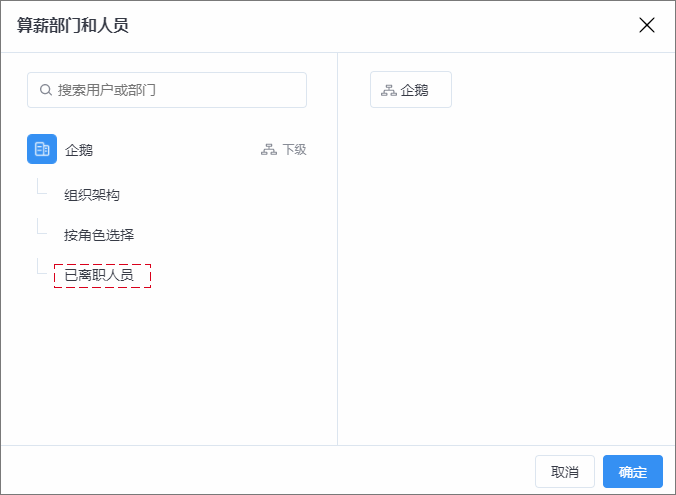 算薪部门和人员
搜索用户或部门
企鹅
下级
组织架构
按角色选择
已离职人员
企鹅
取消
确定